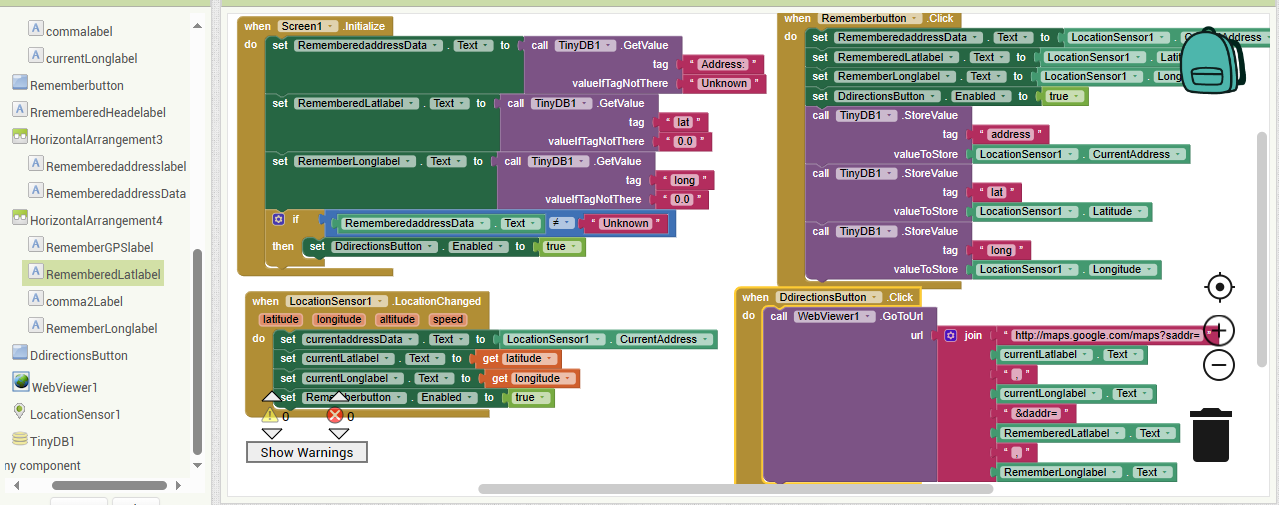 commalabel
currentLonglabel
Rememberbutton
RrememberedHeadelabel
HorizontalArrangement3
Rememberedaddresslabel
RememberedaddressData
HorizontalArrangement4
RememberGPSlabel
RememberedLatlabel
comma2Label
RememberLonglabel
DdirectionsButton
WebViewer1
LocationSensor1
TinyDB1
ny component
when Screen1 .Initialize
do set RememberedaddressData . Text to call TinyDB1 .GetValue
tag " Address: "
valueIfTagNotThere " Unknown "
set RememberedLatlabel . Text to call TinyDB1 .GetValue
tag " lat "
valueIfTagNotThere " 0.0 "
set RememberLonglabel . Text to call TinyDB1 .GetValue
tag " long "
valueIfTagNotThere " 0.0 "
if RememberedaddressData . Text ≠ " Unknown "
then set DdirectionsButton . Enabled to true
when LocationSensor1 .LocationChanged
latitude longitude altitude speed
do set currentaddressData . Text to LocationSensor1 . CurrentAddress
set currentLatlabel . Text to get latitude
set currentLonglabel . Text to get longitude
set Rememberbutton . Enabled to true
0 0
Show Warnings
when Rememberbutton .Click
do set RememberedaddressData . Text to LocationSensor1 .
set RememberedLatlabel . Text to LocationSensor1 .
set RememberLonglabel . Text to LocationSensor1 .
set DdirectionsButton . Enabled to true
call TinyDB1 .StoreValue
tag " address "
valueToStore LocationSensor1 . CurrentAddress
call TinyDB1 .StoreValue
tag " lat "
valueToStore LocationSensor1 . Latitude
call TinyDB1 .StoreValue
tag " long "
valueToStore LocationSensor1 . Longitude
when DdirectionsButton .Click
do call WebViewer1 .GoToUrl
url join " http://maps.google.com/maps?saddr= "
currentLatlabel . Text
" , "
currentLonglabel . Text
" &daddr= "
RememberedLatlabel . Text
" , "
RememberLonglabel . Text